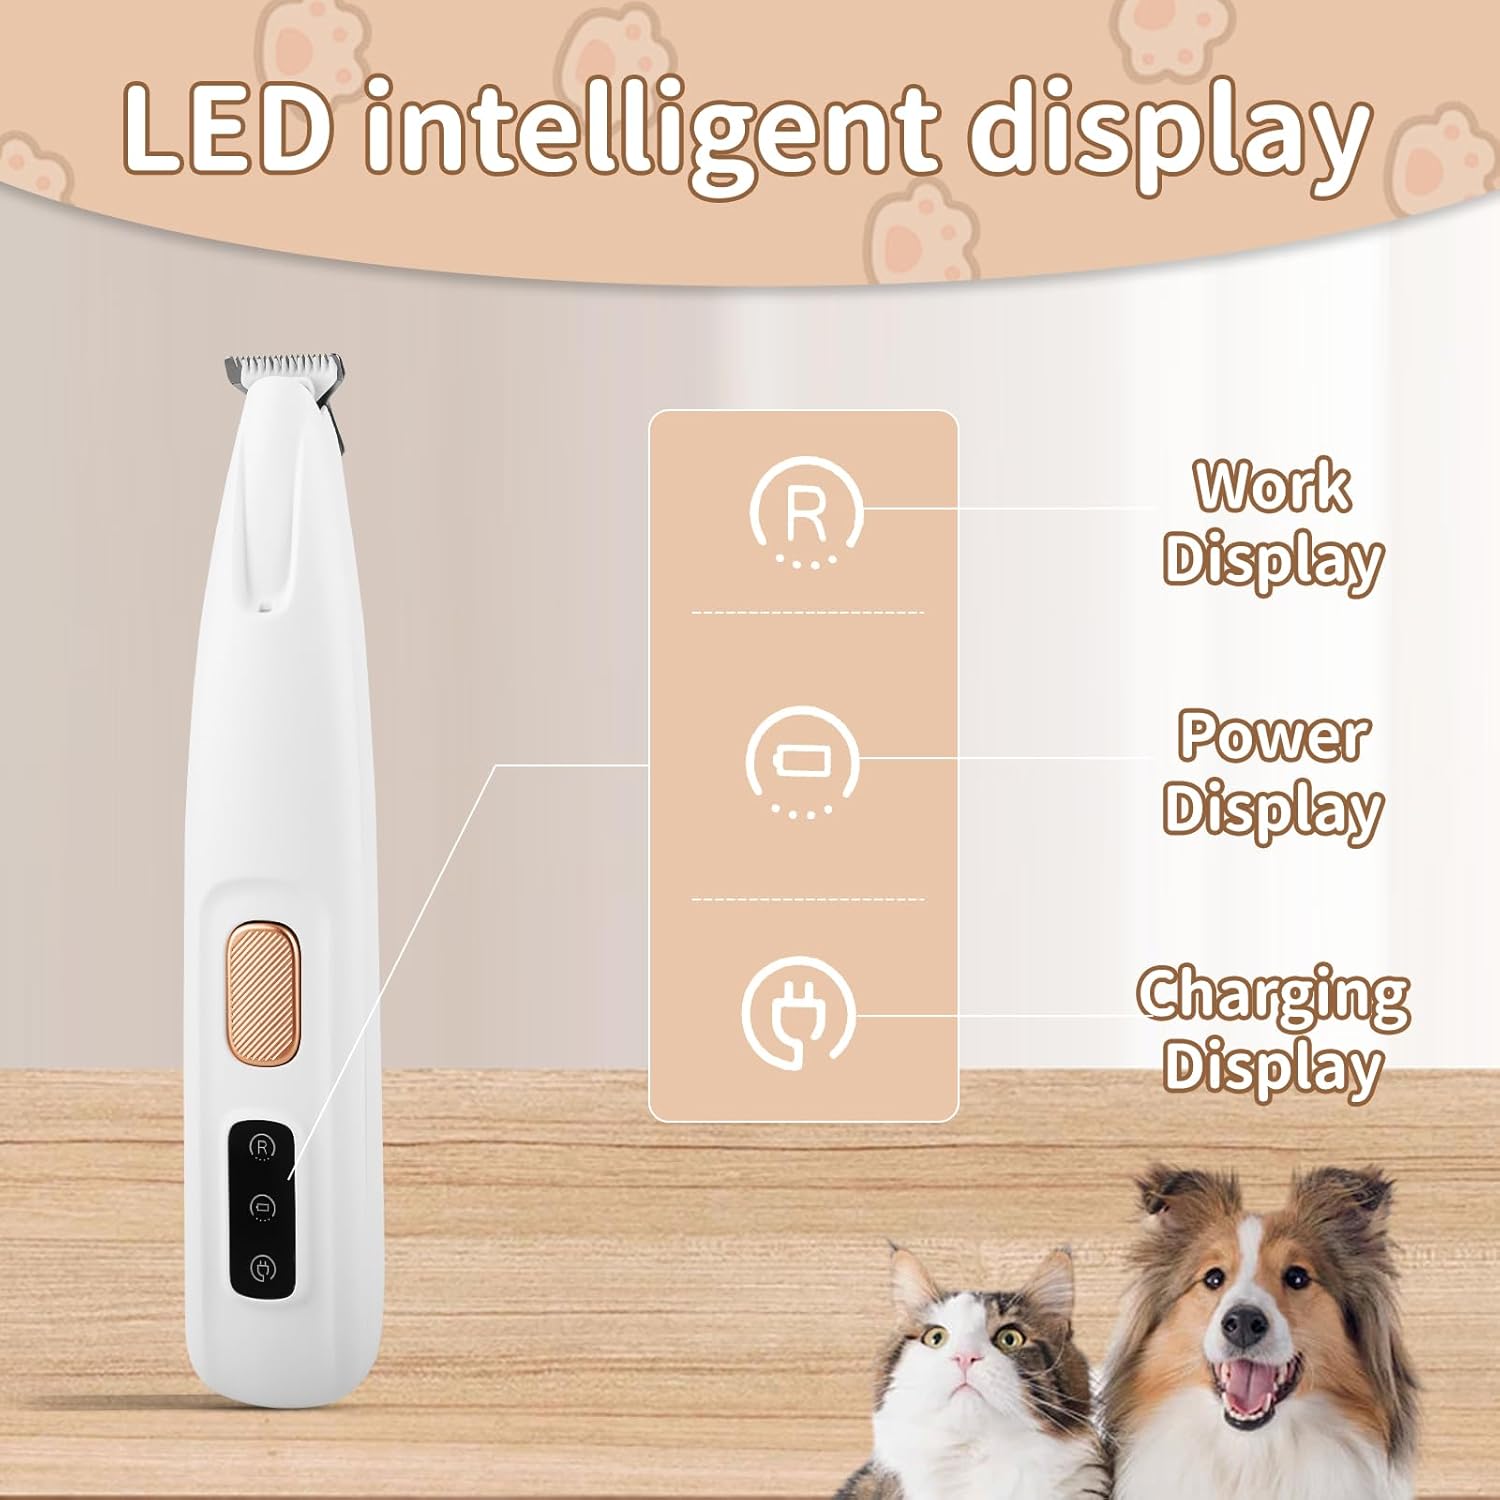 LED intelligent display
R
Work
Display
Power
Display
Charging
Display
R